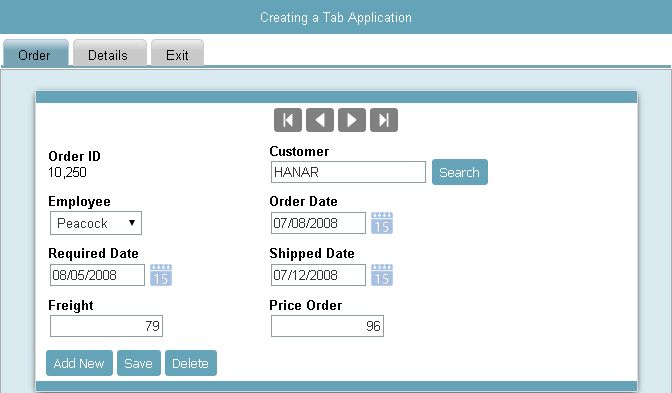 Creating a Tab Application
Order Details Exit
Order ID
10,250
Customer
HANAR Search
Employee
Peacock
Order Date
07/08/2008 15
Required Date
08/05/2008 15
Shipped Date
07/12/2008 15
Freight
79
Price Order
96
Add New Save Delete